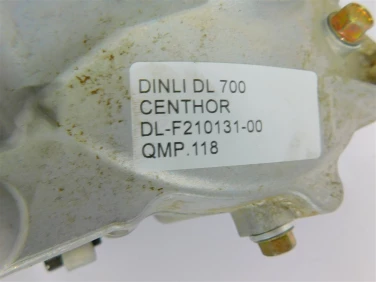 DINLI DL 700
CENTHOR
DL-F210131-00
QMP.118